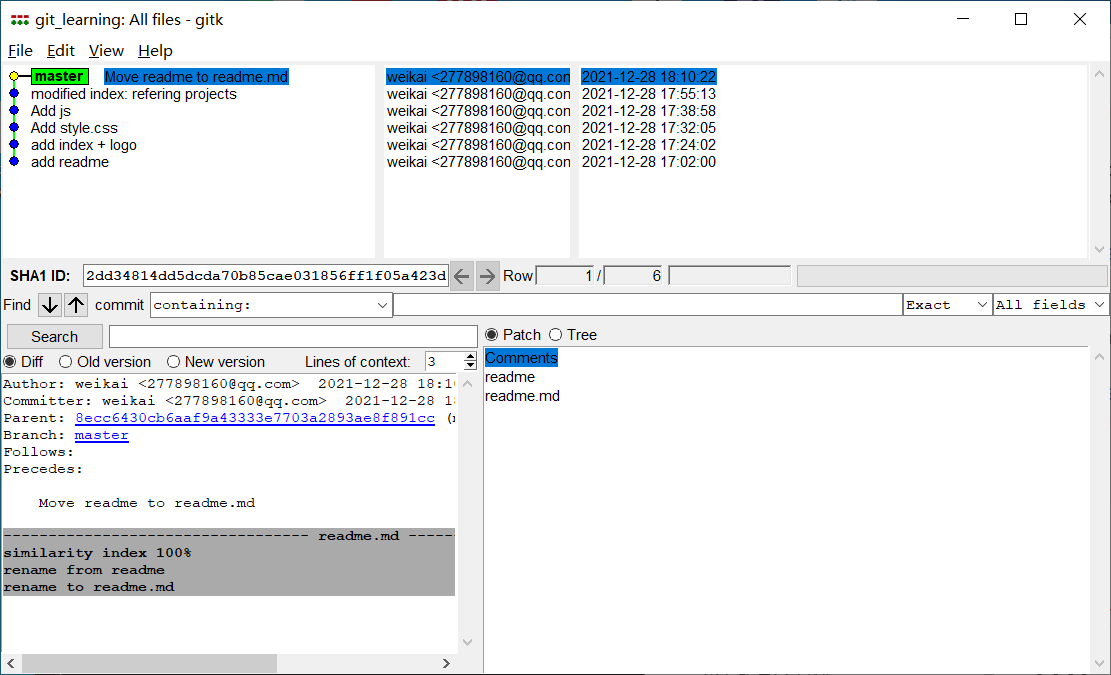 git_learning: All files - gitk
File Edit View Help
master Move readme to readme.md weikai <277898160@qq.con 2021-12-28 18:10:22
modified index: refering projects weikai <277898160@qq.con 2021-12-28 17:55:13
Add js weikai <277898160@qq.con 2021-12-28 17:38:58
Add style.css weikai <277898160@qq.con 2021-12-28 17:32:05
add index + logo weikai <277898160@qq.con 2021-12-28 17:24:02
add readme weikai <277898160@qq.con 2021-12-28 17:02:00
SHA1 ID: 2dd34814dd5dcda70b85cae031856ff1f05a423d Row 1 / 6
Find commit containing: Exact All fields
Search
Patch Tree
Diff Old version New version Lines of context: 3
Comments
readme
readme.md
Author: weikai <277898160@qq.com> 2021-12-28 18:10
Committer: weikai <277898160@qq.com> 2021-12-28 18
Parent: 8ecc6430cb6aaf9a43333e7703a2893ae8f891cc (
Branch: master
Follows:
Precedes:
Move readme to readme.md
---------------------------------- readme.md -----
similarity index 100%
rename from readme
rename to readme.md